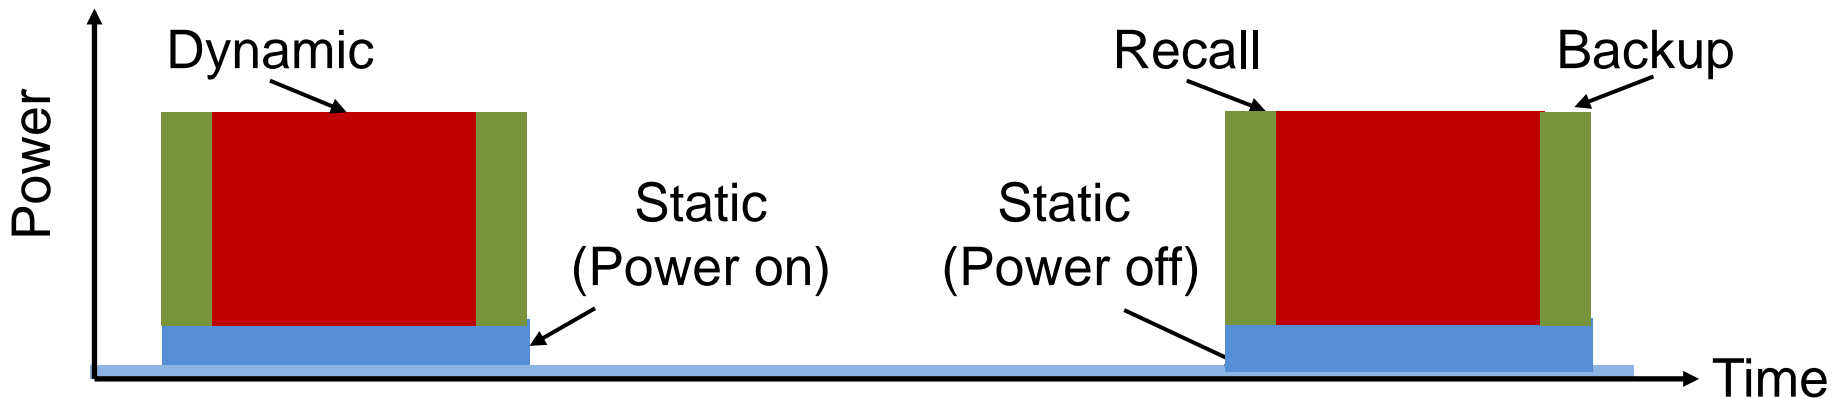 Dynamic
Recall
Backup
Power
Static
(Power on)
Static
(Power off)
Time